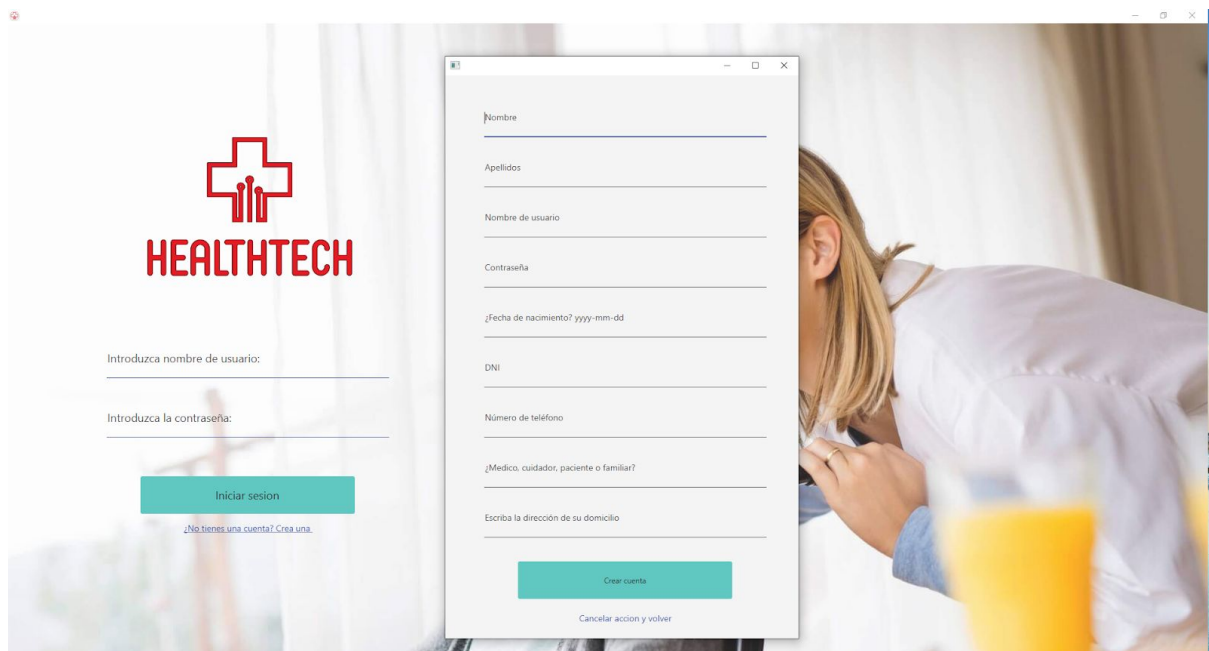 HEALTHTECH
Introduzca nombre de usuario:
Introduzca la contraseña:
Iniciar sesion
¿No tienes una cuenta? Crea una
Nombre
Apellidos
Nombre de usuario
Contraseña
¿Fecha de nacimiento? yyyy-mm-dd
DNI
Número de teléfono
¿Medico, cuidador, paciente o familiar?
Escriba la dirección de su domicilio
Crear cuenta
Cancelar accion y volver